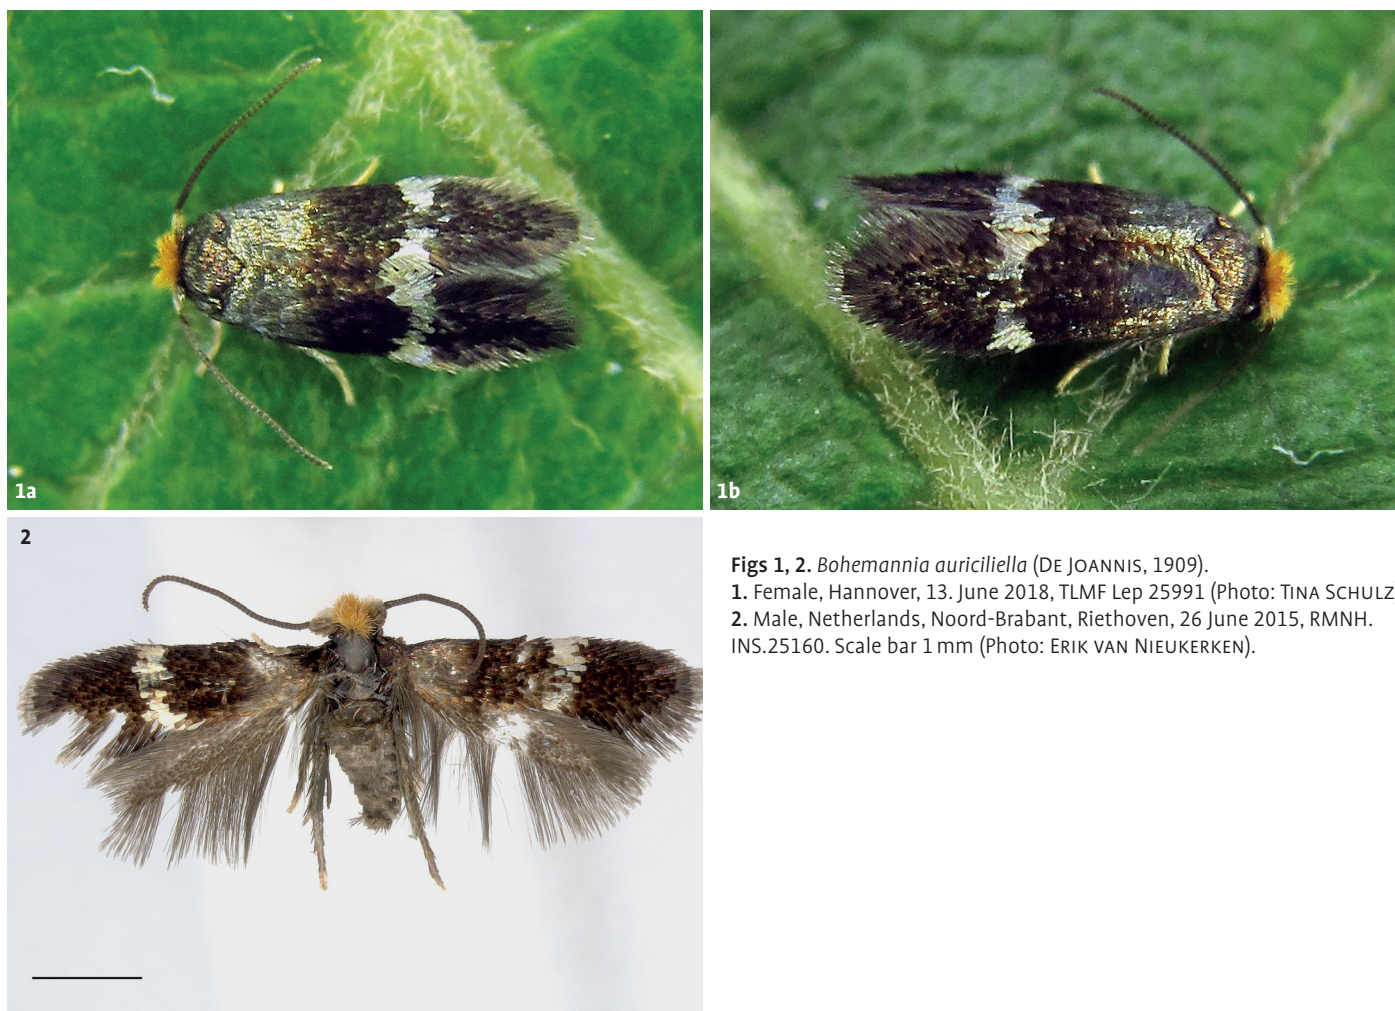 1a
1b
2
Figs 1, 2. Bohemannia auriciliella (DE JOANNIS, 1909).
1. Female, Hannover, 13. June 2018, TLMF Lep 25991 (Photo: TINA SCHULZ
2. Male, Netherlands, Noord-Brabant, Riethoven, 26 June 2015, RMNH.
INS.25160. Scale bar 1 mm (Photo: ERIK VAN NIEUKERKEN).